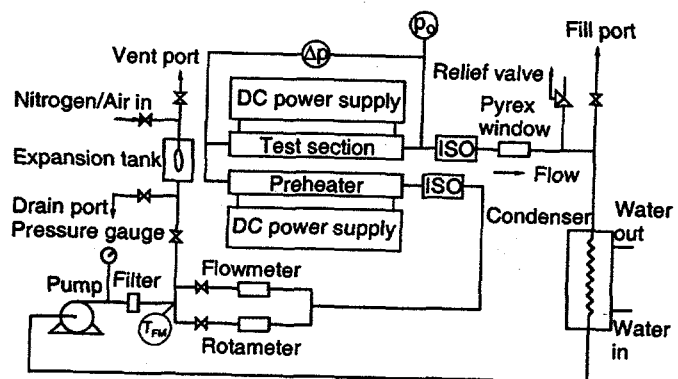 Vent port
Nitrogen/Air in
Expansion tank
Drain port
Pressure gauge
Pump
Filter
TFM
Flowmeter
Rotameter
Δp
po
DC power supply
Test section
ISO
Preheater
ISO
DC power supply
Relief valve
Pyrex
window
Flow
Fill port
Condenser
Water
out
Water
in